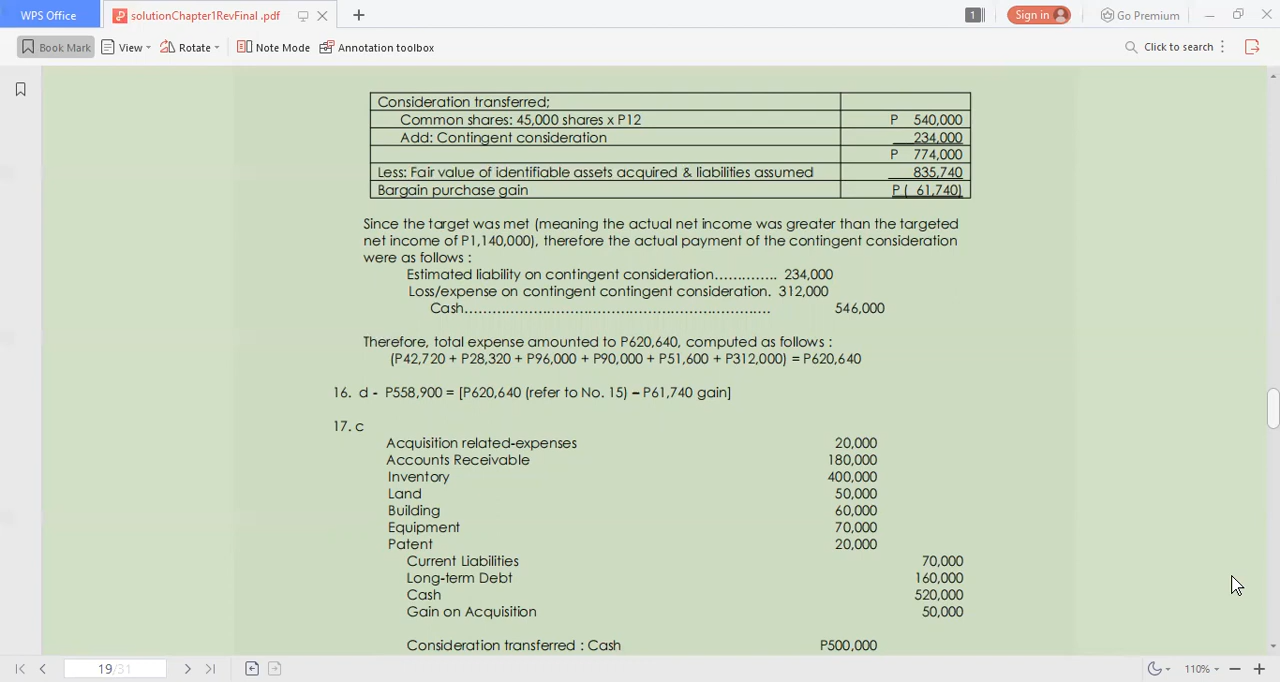 WPS Office
solutionChapter1RevFinal .pdf
1
Sign in
Go Premium
Book Mark
View
Rotate
Note Mode
Annotation toolbox
Click to search
Consideration transferred;
Common shares: 45,000 shares x P12 P 540,000
Add: Contingent consideration 234,000
P 774,000
Less: Fair value of identifiable assets acquired & liabilities assumed 835,740
Bargain purchase gain P ( 61,740)
Since the target was met (meaning the actual net income was greater than the targeted
net income of P1,140,000), therefore the actual payment of the contingent consideration
were as follows :
Estimated liability on contingent consideration………….. 234,000
Loss/expense on contingent contingent consideration. 312,000
Cash…………………………………………………………. 546,000
Therefore, total expense amounted to P620,640, computed as follows :
(P42,720 + P28,320 + P96,000 + P90,000 + P51,600 + P312,000) = P620,640
16. d - P558,900 = [P620,640 (refer to No. 15) – P61,740 gain]
17. c
Acquisition related-expenses 20,000
Accounts Receivable 180,000
Inventory 400,000
Land 50,000
Building 60,000
Equipment 70,000
Patent 20,000
Current Liabilities 70,000
Long-term Debt 160,000
Cash 520,000
Gain on Acquisition 50,000
Consideration transferred : Cash P500,000
19/31
110%